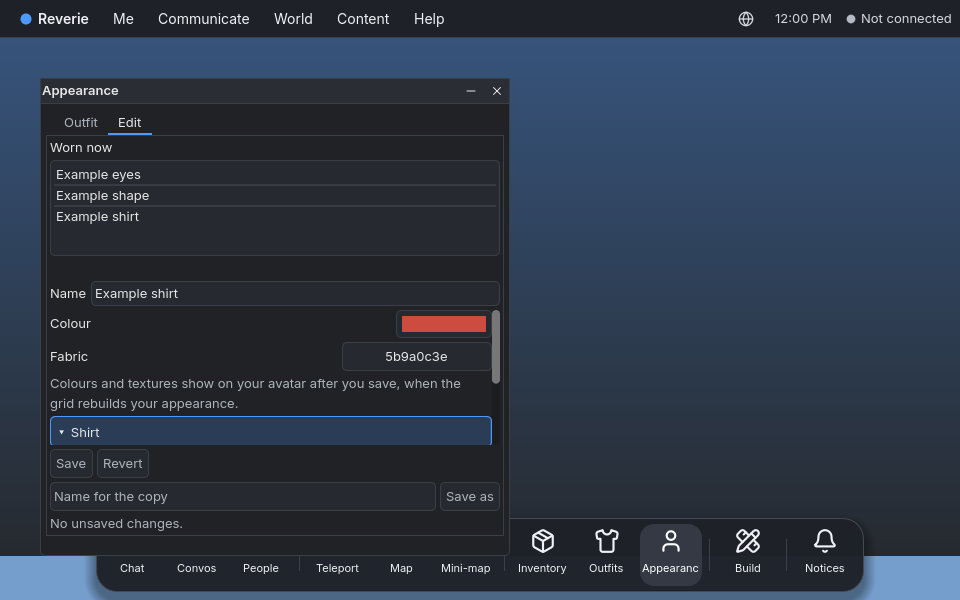 Reverie Me Communicate World Content Help 12:00 PM Not connected
Appearance
Outfit Edit
Worn now
Example eyes
Example shape
Example shirt
Name Example shirt
Colour
Fabric 5b9a0c3e
Colours and textures show on your avatar after you save, when the
grid rebuilds your appearance.
Shirt
Save Revert
Name for the copy Save as
No unsaved changes.
Chat Convos People Teleport Map Mini-map Inventory Outfits Appearanc Build Notices